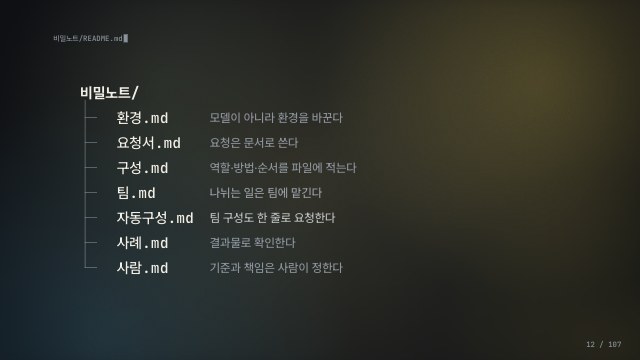 비밀노트/README.md
비밀노트/
환경.md 모델이 아니라 환경을 바꾼다
요청서.md 요청은 문서로 쓴다
구성.md 역할·방법·순서를 파일에 적는다
팀.md 나뉘는 일은 팀에 맡긴다
자동구성.md 팀 구성도 한 줄로 요청한다
사례.md 결과물로 확인한다
사람.md 기준과 책임은 사람이 정한다
12 / 107